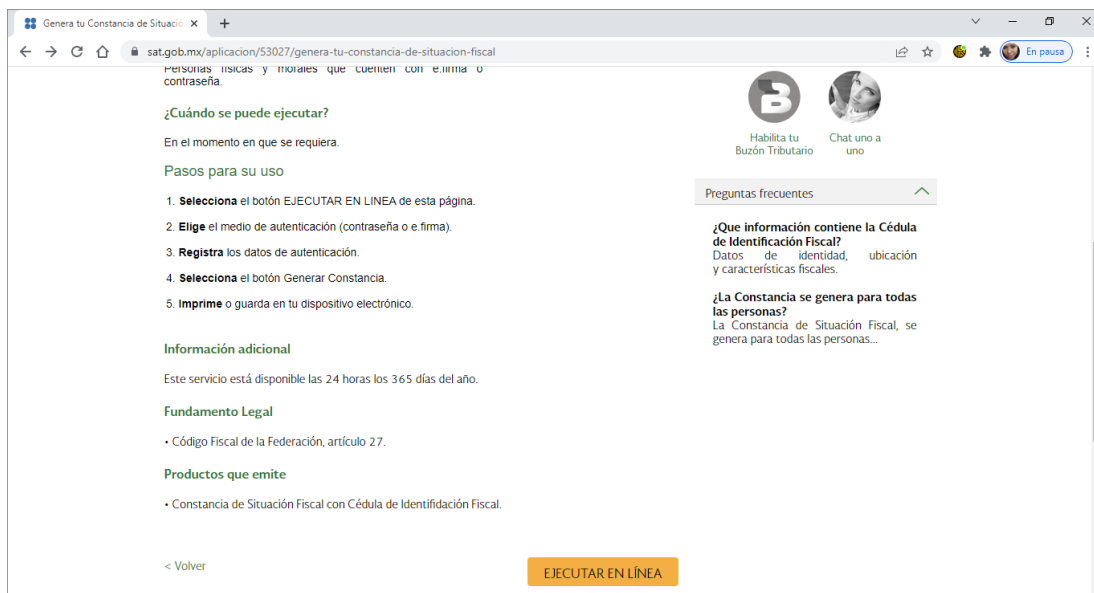 Genera tu Constancia de Situació
sat.gob.mx/aplicacion/53027/genera-tu-constancia-de-situacion-fiscal
En pausa
Personas físicas y morales que cuenten con e.firma o
contraseña.
¿Cuándo se puede ejecutar?
En el momento en que se requiera.
Pasos para su uso
1. Selecciona el botón EJECUTAR EN LINEA de esta página.
2. Elige el medio de autenticación (contraseña o e.firma).
3. Registra los datos de autenticación.
4. Selecciona el botón Generar Constancia.
5. Imprime o guarda en tu dispositivo electrónico.
Información adicional
Este servicio está disponible las 24 horas los 365 días del año.
Fundamento Legal
• Código Fiscal de la Federación, artículo 27.
Productos que emite
• Constancia de Situación Fiscal con Cédula de Identifidación Fiscal.
< Volver
EJECUTAR EN LÍNEA
Habilita tu
Buzón Tributario
Chat uno a
uno
Preguntas frecuentes
¿Que información contiene la Cédula
de Identificación Fiscal?
Datos de identidad, ubicación
y características fiscales.
¿La Constancia se genera para todas
las personas?
La Constancia de Situación Fiscal, se
genera para todas las personas...